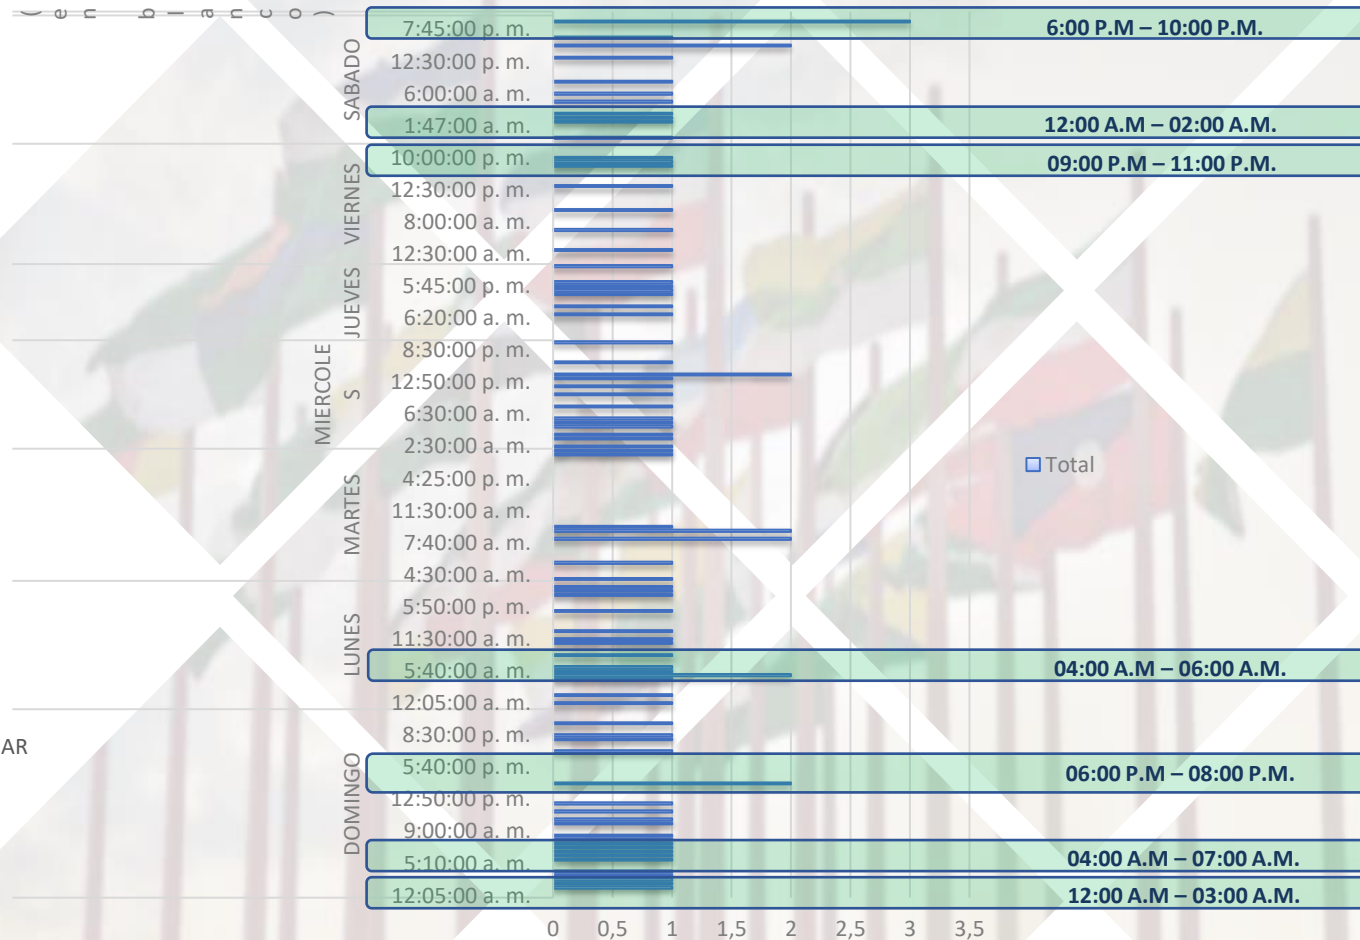 (en blanco)
SABADO
7:45:00 p. m.
6:00 P.M – 10:00 P.M.
12:30:00 p. m.
6:00:00 a. m.
1:47:00 a. m.
12:00 A.M – 02:00 A.M.
VIERNES
10:00:00 p. m.
09:00 P.M – 11:00 P.M.
12:30:00 p. m.
8:00:00 a. m.
12:30:00 a. m.
JUEVES
5:45:00 p. m.
6:20:00 a. m.
MIERCOLE
S
8:30:00 p. m.
12:50:00 p. m.
6:30:00 a. m.
2:30:00 a. m.
Total
MARTES
4:25:00 p. m.
11:30:00 a. m.
7:40:00 a. m.
4:30:00 a. m.
LUNES
5:50:00 p. m.
11:30:00 a. m.
5:40:00 a. m.
04:00 A.M – 06:00 A.M.
12:05:00 a. m.
AR
DOMINGO
8:30:00 p. m.
5:40:00 p. m.
06:00 P.M – 08:00 P.M.
12:50:00 p. m.
9:00:00 a. m.
5:10:00 a. m.
04:00 A.M – 07:00 A.M.
12:05:00 a. m.
12:00 A.M – 03:00 A.M.
0 0,5 1 1,5 2 2,5 3 3,5